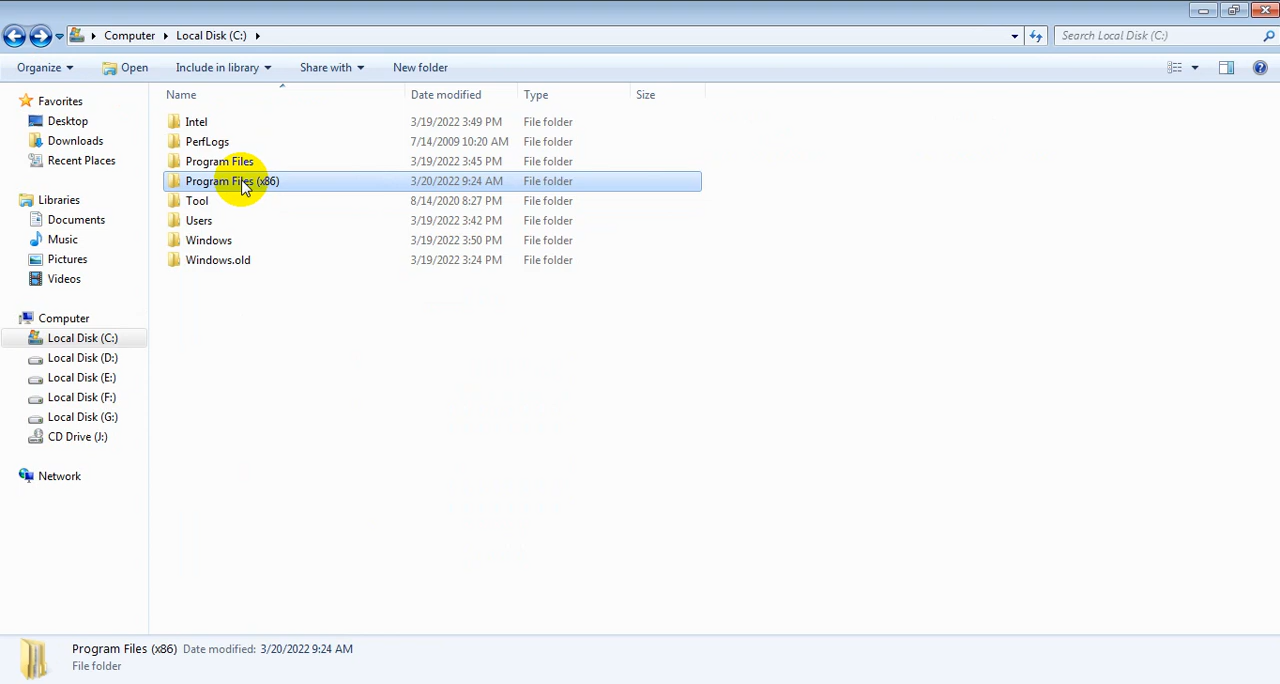 Computer Local Disk (C:) Search Local Disk (C:)
Organize Open Include in library Share with New folder
Name Date modified Type Size
Favorites
Desktop
Downloads
Recent Places
Libraries
Documents
Music
Pictures
Videos
Computer
Local Disk (C:)
Local Disk (D:)
Local Disk (E:)
Local Disk (F:)
Local Disk (G:)
CD Drive (J:)
Network
Intel 3/19/2022 3:49 PM File folder
PerfLogs 7/14/2009 10:20 AM File folder
Program Files 3/19/2022 3:45 PM File folder
Program Files (x86) 3/20/2022 9:24 AM File folder
Tool 8/14/2020 8:27 PM File folder
Users 3/19/2022 3:42 PM File folder
Windows 3/19/2022 3:50 PM File folder
Windows.old 3/19/2022 3:24 PM File folder
Program Files (x86) Date modified: 3/20/2022 9:24 AM
File folder